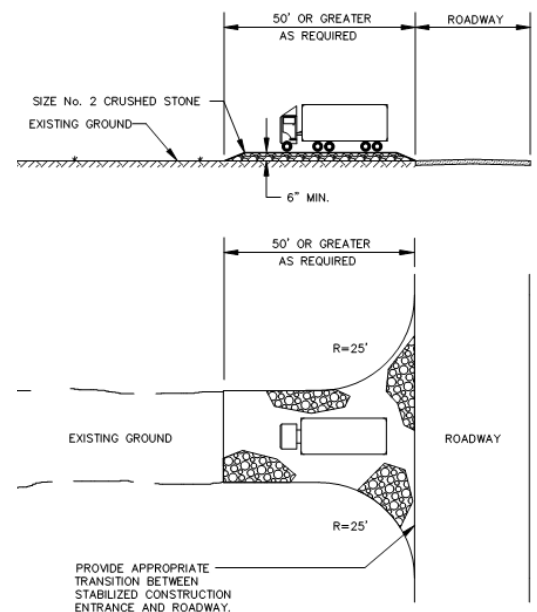 50' OR GREATER
AS REQUIRED
ROADWAY
SIZE No. 2 CRUSHED STONE
EXISTING GROUND
6" MIN.
50' OR GREATER
AS REQUIRED
R=25'
EXISTING GROUND
ROADWAY
R=25'
PROVIDE APPROPRIATE
TRANSITION BETWEEN
STABILIZED CONSTRUCTION
ENTRANCE AND ROADWAY.